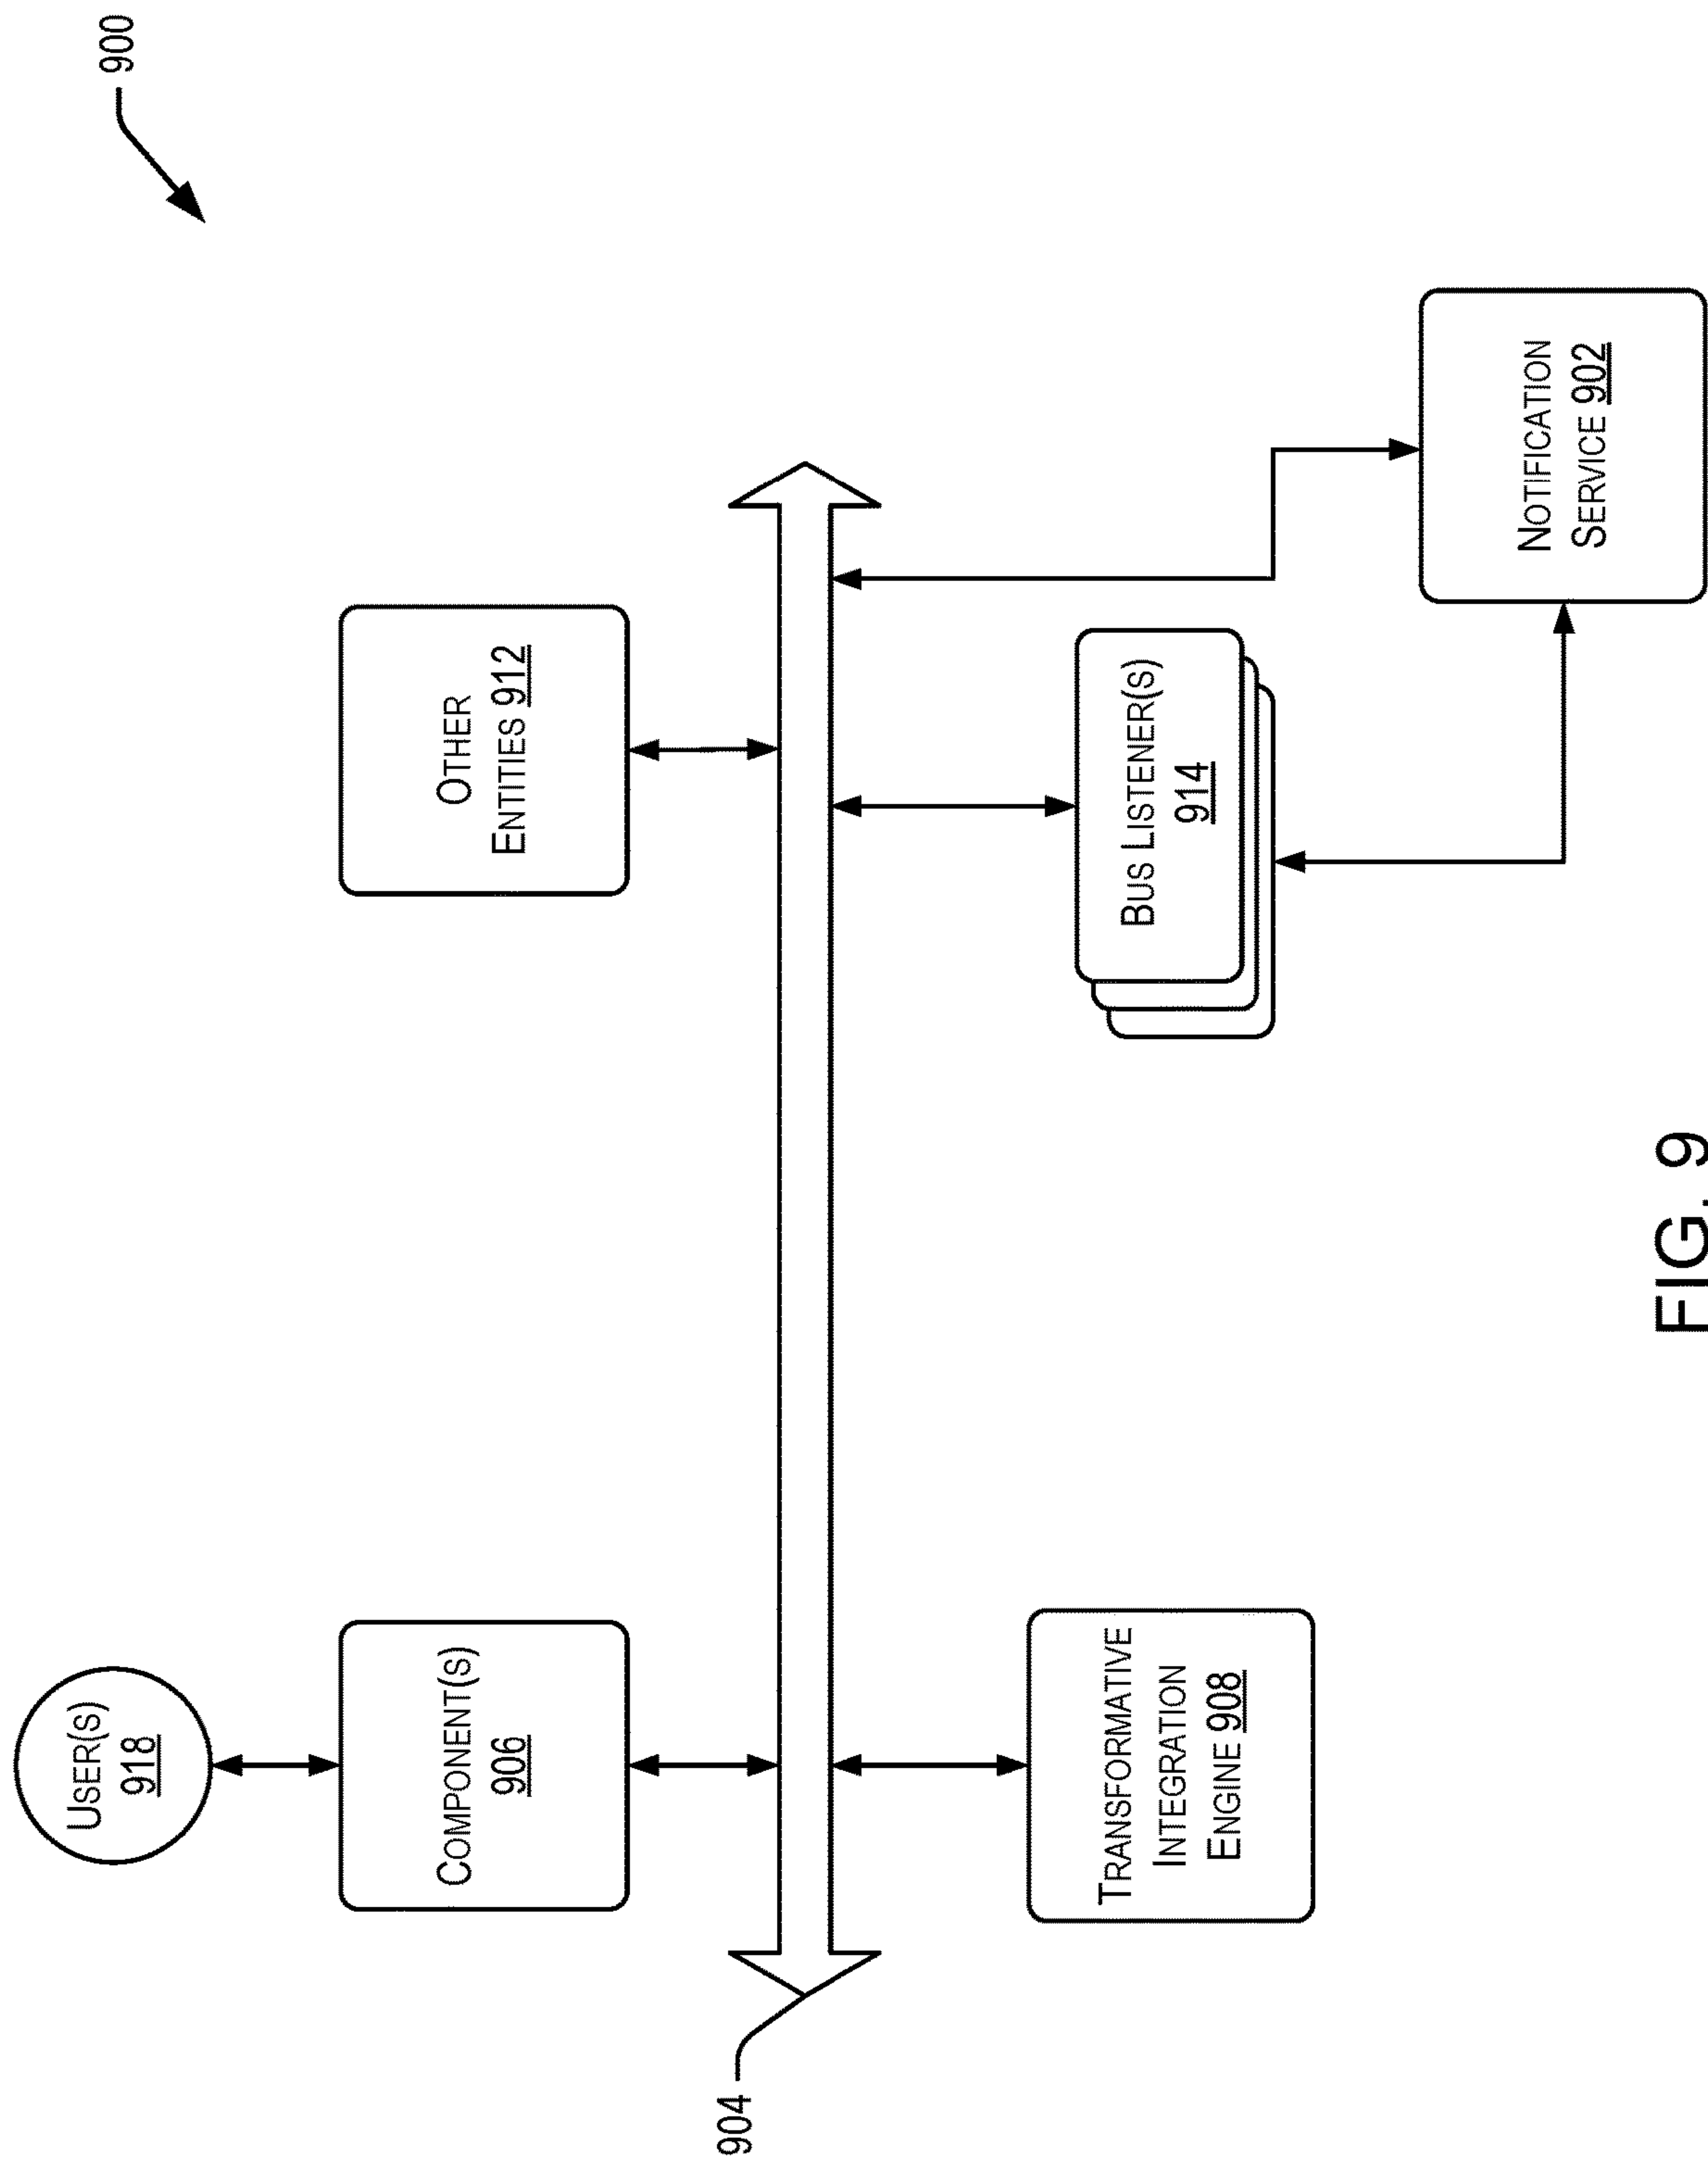 900
USER(S)
918
COMPONENT(S)
906
OTHER
ENTITIES 912
904
TRANSFORMATIVE
INTEGRATION
ENGINE 908
BUS LISTENER(S)
914
NOTIFICATION
SERVICE 902
FIG. 9